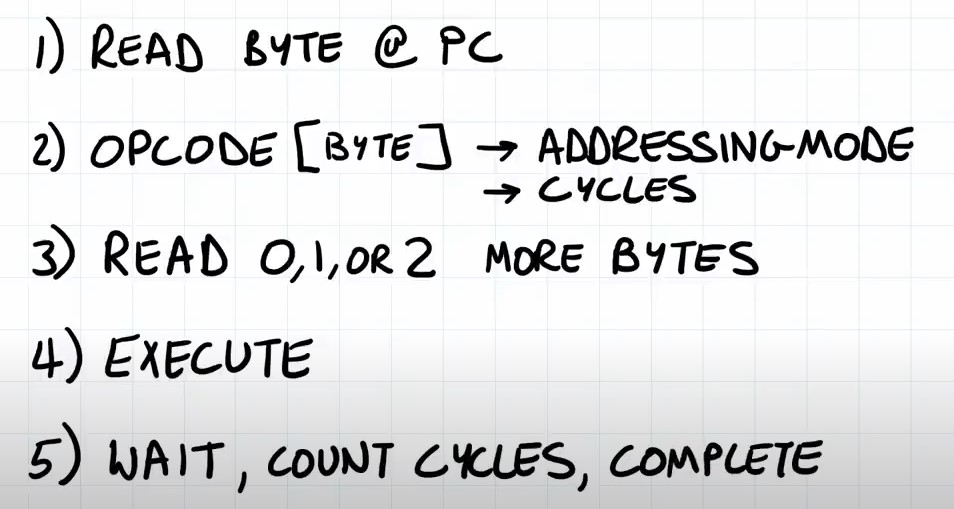 1) READ BYTE @ PC
2) OPCODE [BYTE] → ADDRESSING-MODE
→ CYCLES
3) READ 0, 1, OR 2 MORE BYTES
4) EXECUTE
5) WAIT, COUNT CYCLES, COMPLETE